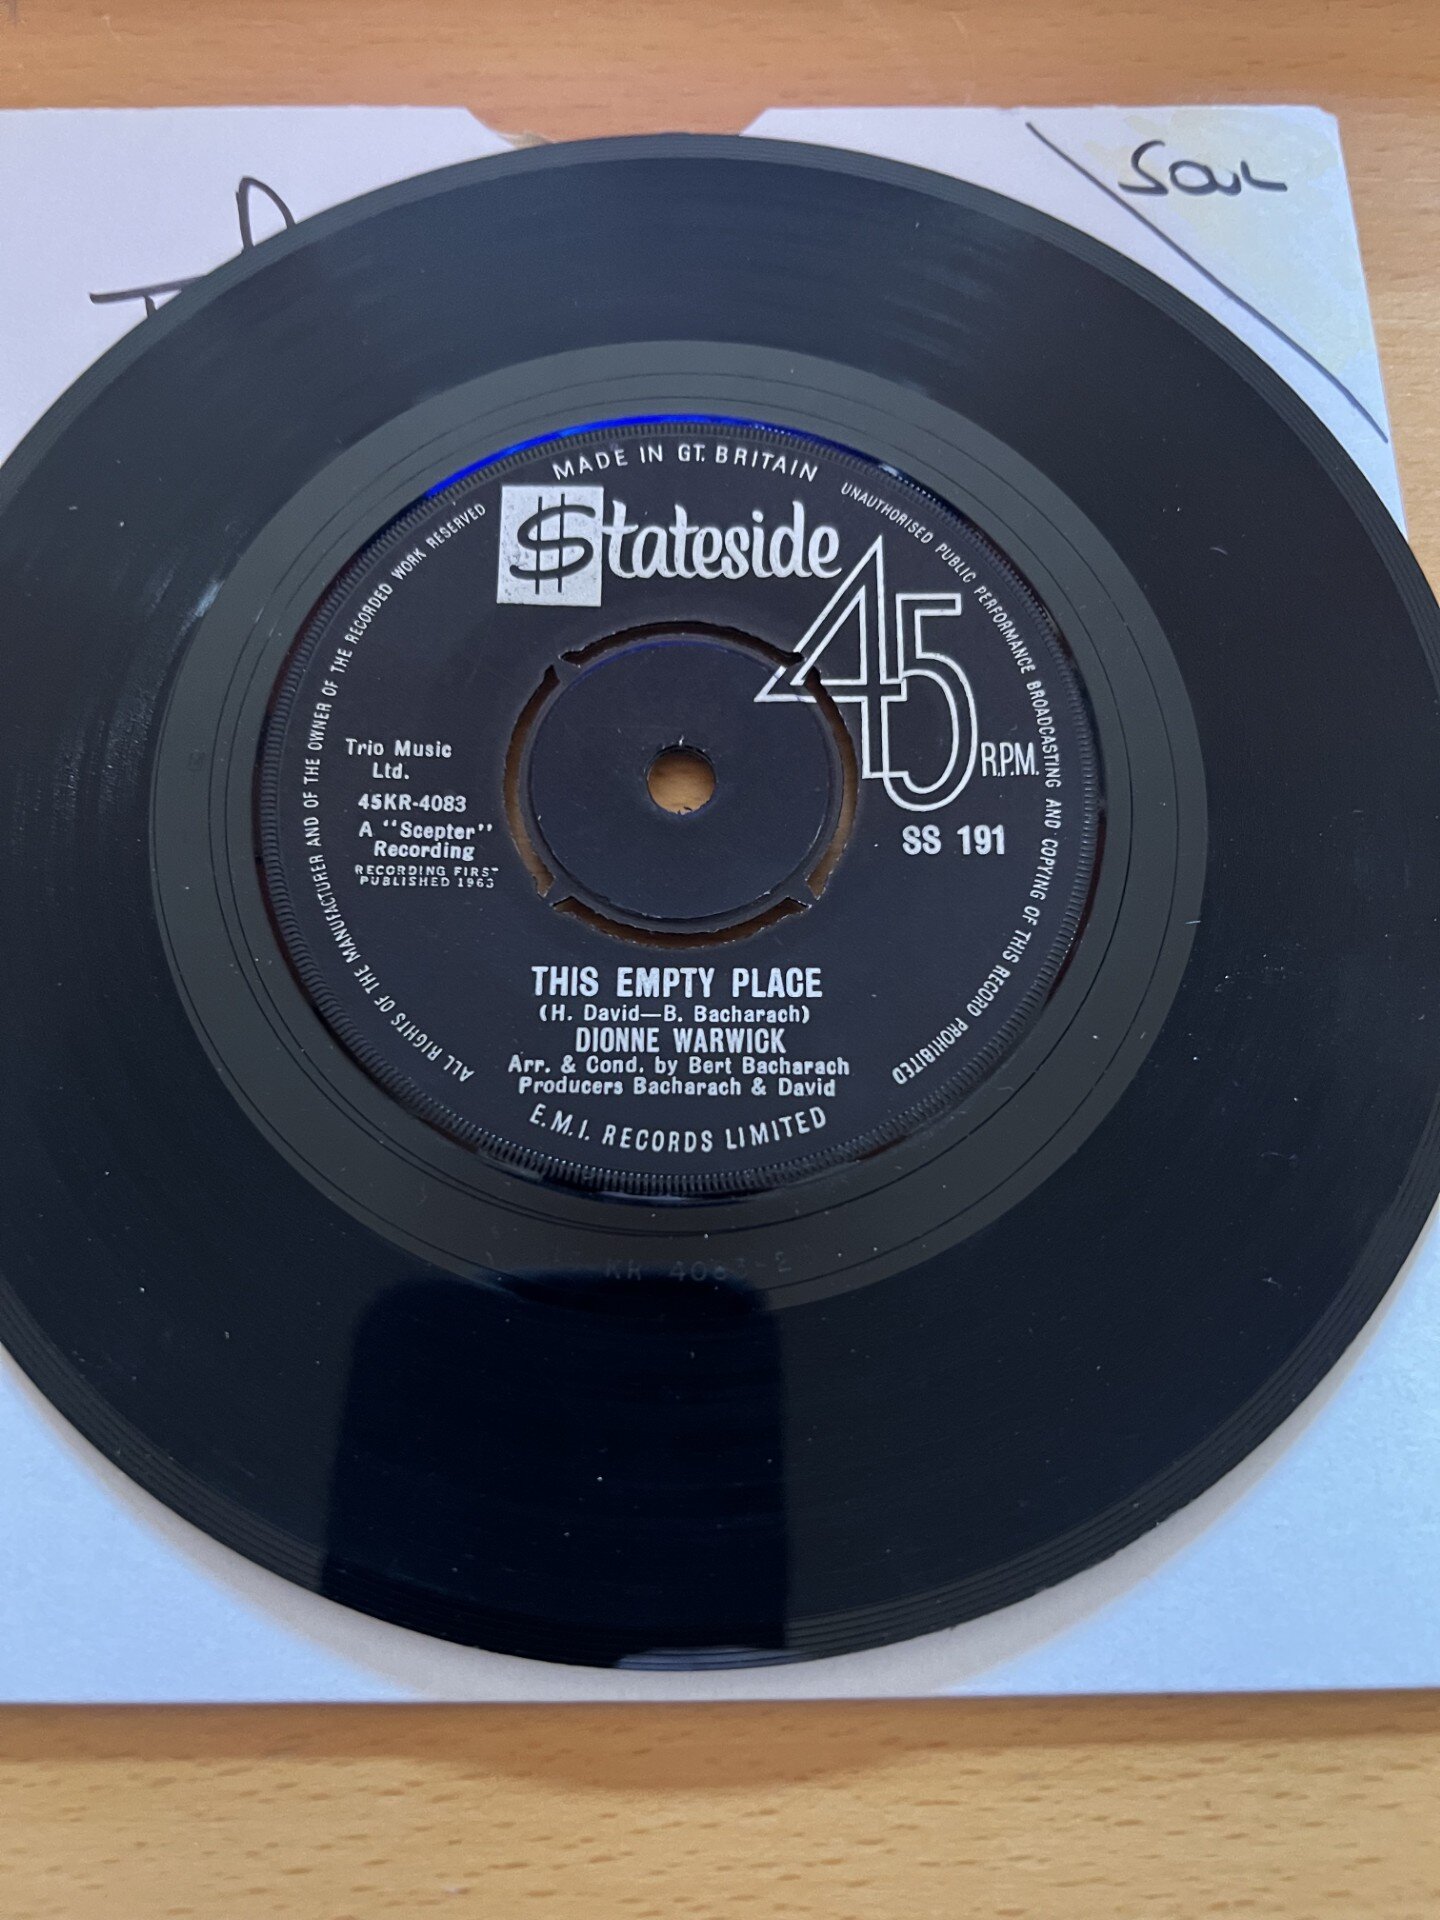 Soul
MADE IN GT. BRITAIN
$tateside
45
R.P.M.
UNAUTHORISED PUBLIC PERFORMANCE BROADCASTING AND COPYING OF THIS RECORD PROHIBITED
ALL RIGHTS OF THE MANUFACTURER AND OF THE OWNER OF THE RECORDED WORK RESERVED
Trio Music
Ltd.
45KR-4083
A "Scepter"
Recording
RECORDING FIRST
PUBLISHED 1963
SS 191
THIS EMPTY PLACE
(H. David—B. Bacharach)
DIONNE WARWICK
Arr. & Cond. by Bert Bacharach
Producers Bacharach & David
E.M.I. RECORDS LIMITED
KR 4083-E